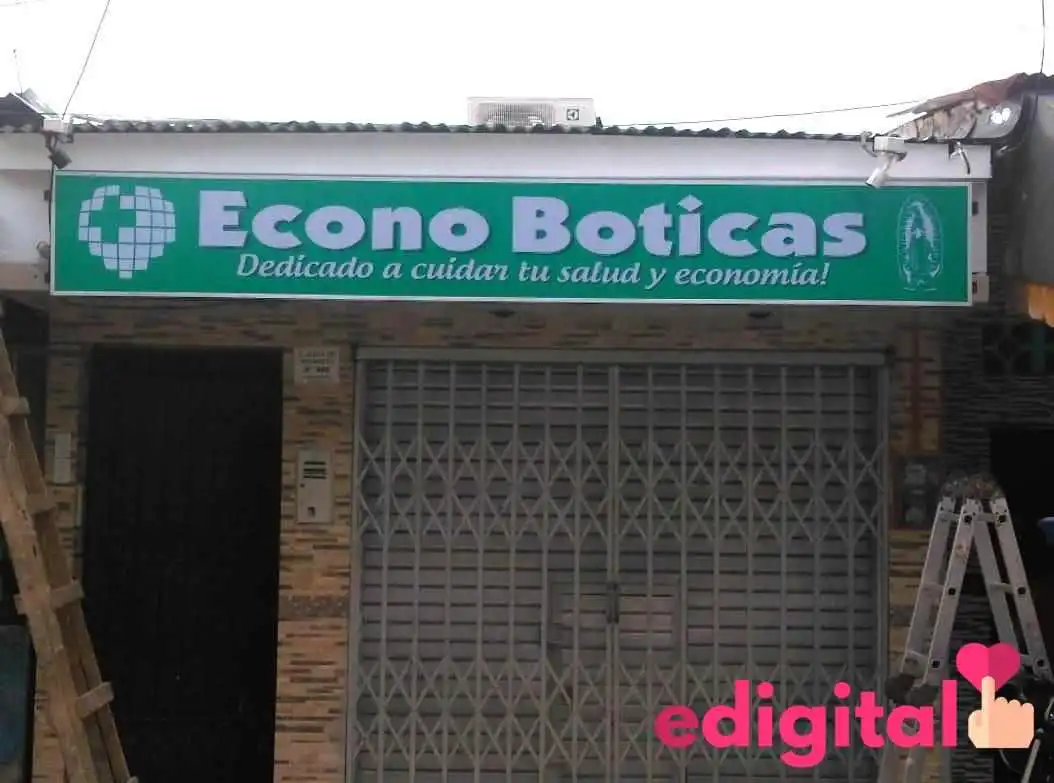 Econo Boticas
Dedicado a cuidar tu salud y economía!
edigital